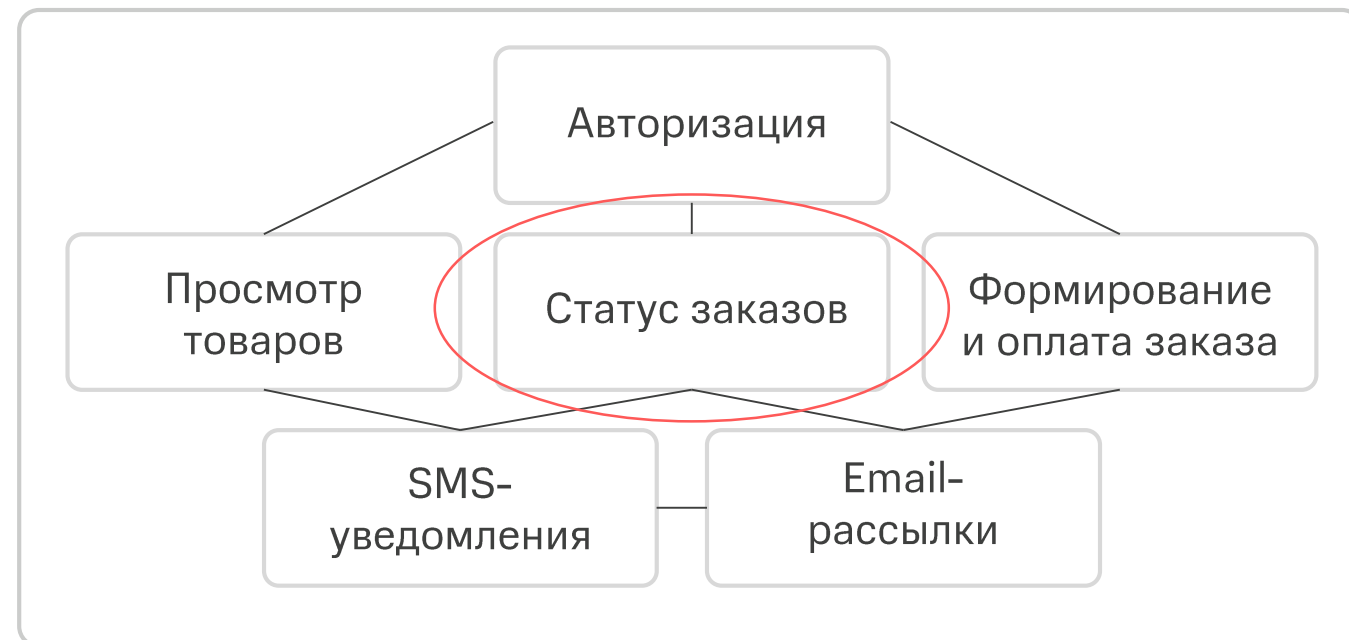 Авторизация
Просмотр
товаров
Статус заказов
Формирование
и оплата заказа
SMS-
уведомления
Email-
рассылки